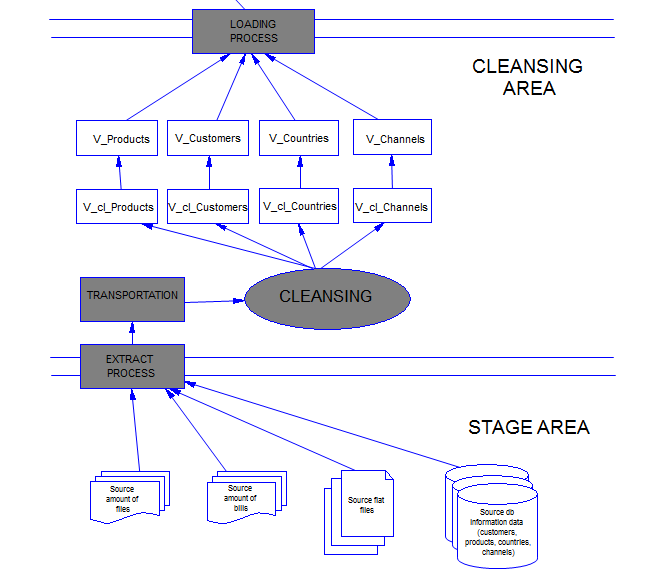 LOADING
PROCESS
CLEANSING
AREA
V_Products
V_Customers
V_Countries
V_Channels
V_cl_Products
V_cl_Customers
V_cl_Countries
V_cl_Channels
TRANSPORTATION
CLEANSING
EXTRACT
PROCESS
STAGE AREA
Source
amount of
files
Source
amount of
bills
Source flat
files
Source db
information data
(customers,
products, countries,
channels)